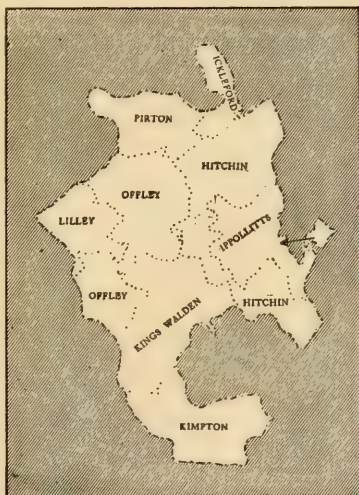 ICKLEFORD
PIRTON
HITCHIN
OFFLEY
LILLEY
IPPOLLITTS
OFFLEY
HITCHIN
KINGS WALDEN
KIMPTON